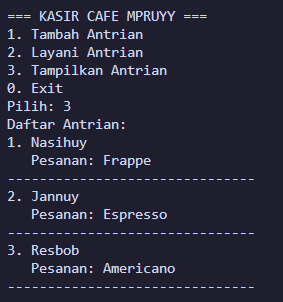 === KASIR CAFE MPRUYY ===
1. Tambah Antrian
2. Layani Antrian
3. Tampilkan Antrian
0. Exit
Pilih: 3
Daftar Antrian:
1. Nasihuy
   Pesanan: Frappe
-------------------------------
2. Jannuy
   Pesanan: Espresso
-------------------------------
3. Resbob
   Pesanan: Americano
-------------------------------